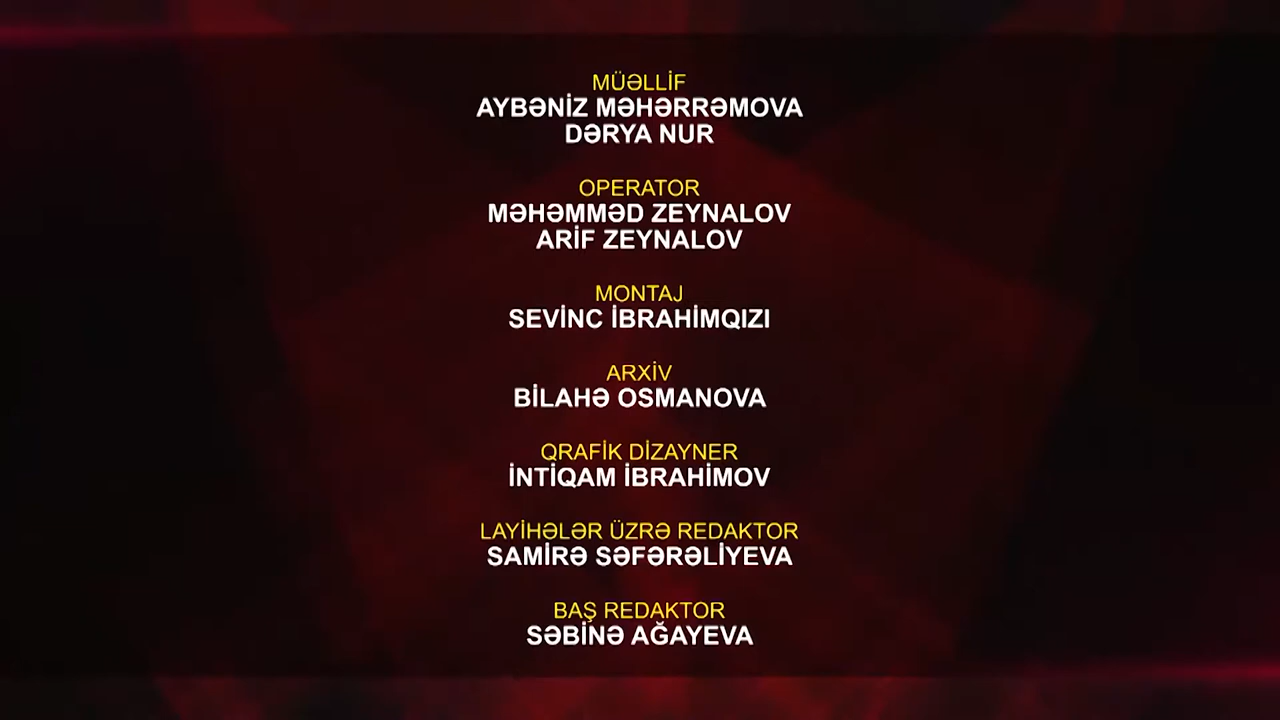 MÜƏLLİF
AYBƏNİZ MƏHƏRRƏMOVA
DƏRYA NUR
OPERATOR
MƏHƏMMƏD ZEYNALOV
ARİF ZEYNALOV
MONTAJ
SEVİNC İBRAHİMQIZI
ARXİV
BİLAHƏ OSMANOVA
QRAFİK DİZAYNER
İNTİQAM İBRAHİMOV
LAYİHƏLƏR ÜZRƏ REDAKTOR
SAMİRƏ SƏFƏRƏLİYEVA
BAŞ REDAKTOR
SƏBİNƏ AĞAYEVA